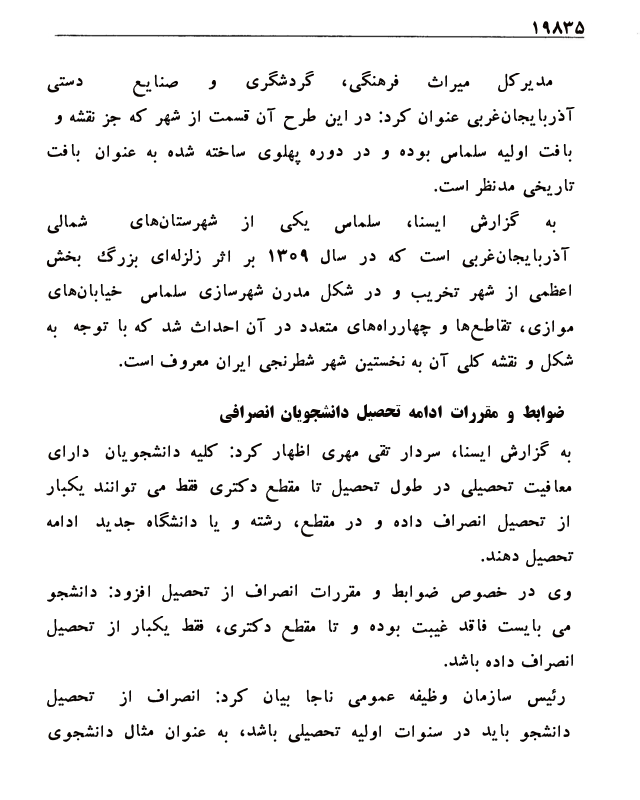 ۱۹۸۳۵
مدیرکل میراث فرهنگی، گردشگری و صنایع دستی
آذربایجان‌غربی عنوان کرد: در این طرح آن قسمت از شهر که جز نقشه و
بافت اولیه سلماس بوده و در دوره پهلوی ساخته شده به عنوان بافت
تاریخی مدنظر است.
به گزارش ایسنا، سلماس یکی از شهرستان‌های شمالی
آذربایجان‌غربی است که در سال ۱۳۰۹ بر اثر زلزله‌ای بزرگ بخش
اعظمی از شهر تخریب و در شکل مدرن شهرسازی سلماس خیابان‌های
موازی، تقاطع‌ها و چهارراه‌های متعدد در آن احداث شد که با توجه به
شکل و نقشه کلی آن به نخستین شهر شطرنجی ایران معروف است.
ضوابط و مقررات ادامه تحصیل دانشجویان انصرافی
به گزارش ایسنا، سردار تقی مهری اظهار کرد: کلیه دانشجویان دارای
معافیت تحصیلی در طول تحصیل تا مقطع دکتری فقط می توانند یکبار
از تحصیل انصراف داده و در مقطع، رشته و یا دانشگاه جدید ادامه
تحصیل دهند.
وی در خصوص ضوابط و مقررات انصراف از تحصیل افزود: دانشجو
می بایست فاقد غیبت بوده و تا مقطع دکتری، فقط یکبار از تحصیل
انصراف داده باشد.
رئیس سازمان وظیفه عمومی ناجا بیان کرد: انصراف از تحصیل
دانشجو باید در سنوات اولیه تحصیلی باشد، به عنوان مثال دانشجوی